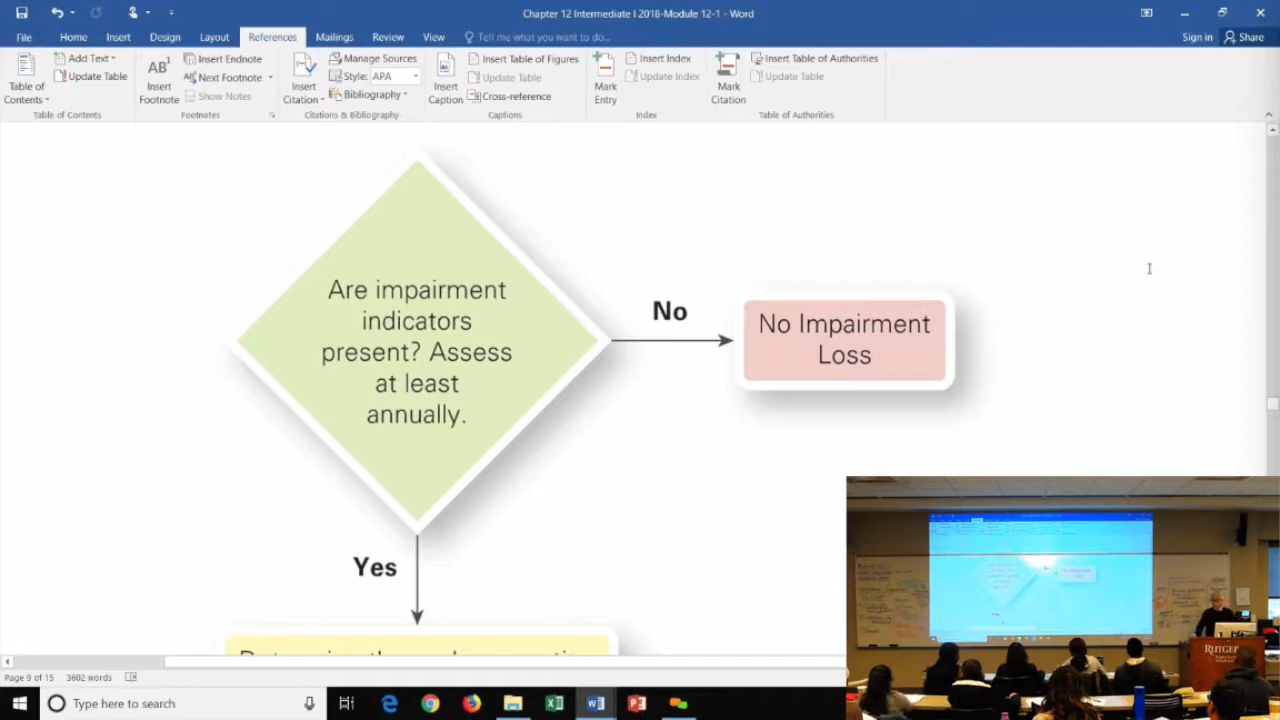 Chapter 12 Intermediate I 2018-Module 12-1 - Word
File Home Insert Design Layout References Mailings Review View Tell me what you want to do... Sign in Share
Table of Contents
Add Text
Update Table
Table of Contents
AB1 Insert Footnote
Insert Endnote
Next Footnote
Show Notes
Footnotes
Insert Citation
Manage Sources
Style: APA
Bibliography
Citations & Bibliography
Insert Caption
Insert Table of Figures
Update Table
Cross-reference
Captions
Mark Entry
Insert Index
Update Index
Index
Mark Citation
Insert Table of Authorities
Update Table
Table of Authorities
Are impairment
indicators
present? Assess
at least
annually.
No
No Impairment
Loss
Yes
RUTGERS
Page 9 of 15 3602 words
Type here to search